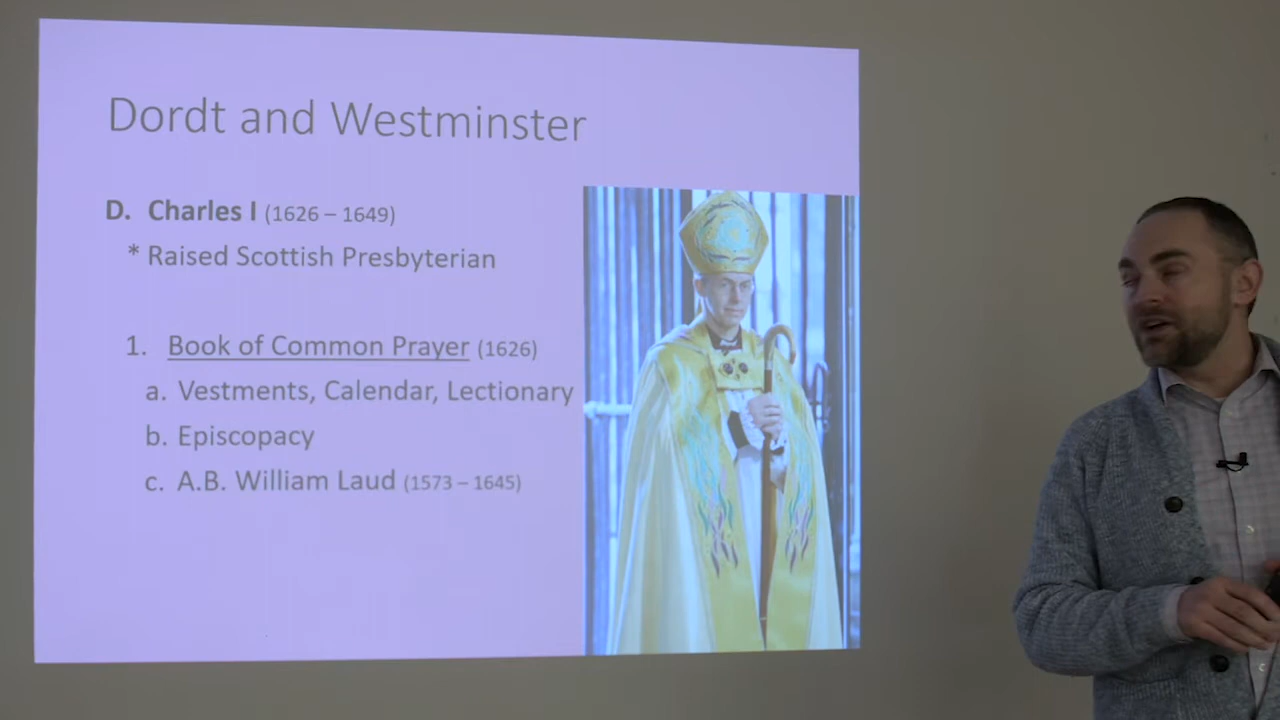 Dordt and Westminster
D. Charles I (1626 – 1649)
* Raised Scottish Presbyterian
1. Book of Common Prayer (1626)
a. Vestments, Calendar, Lectionary
b. Episcopacy
c. A.B. William Laud (1573 – 1645)